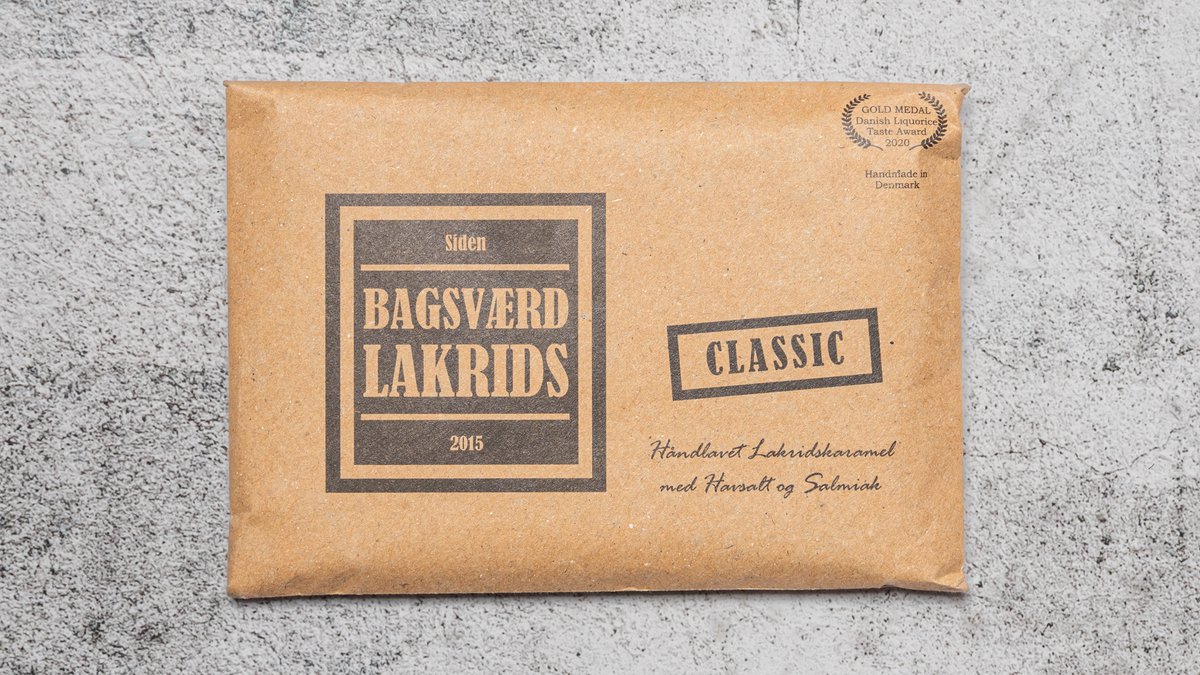 GOLD MEDAL
Danish Liquorice
Taste Award
2020
Handmade in
Denmark
Siden
BAGSVÆRD
LAKRIDS
2015
CLASSIC
Håndlavet Lakridskaramel
med Havsalt og Salmiak